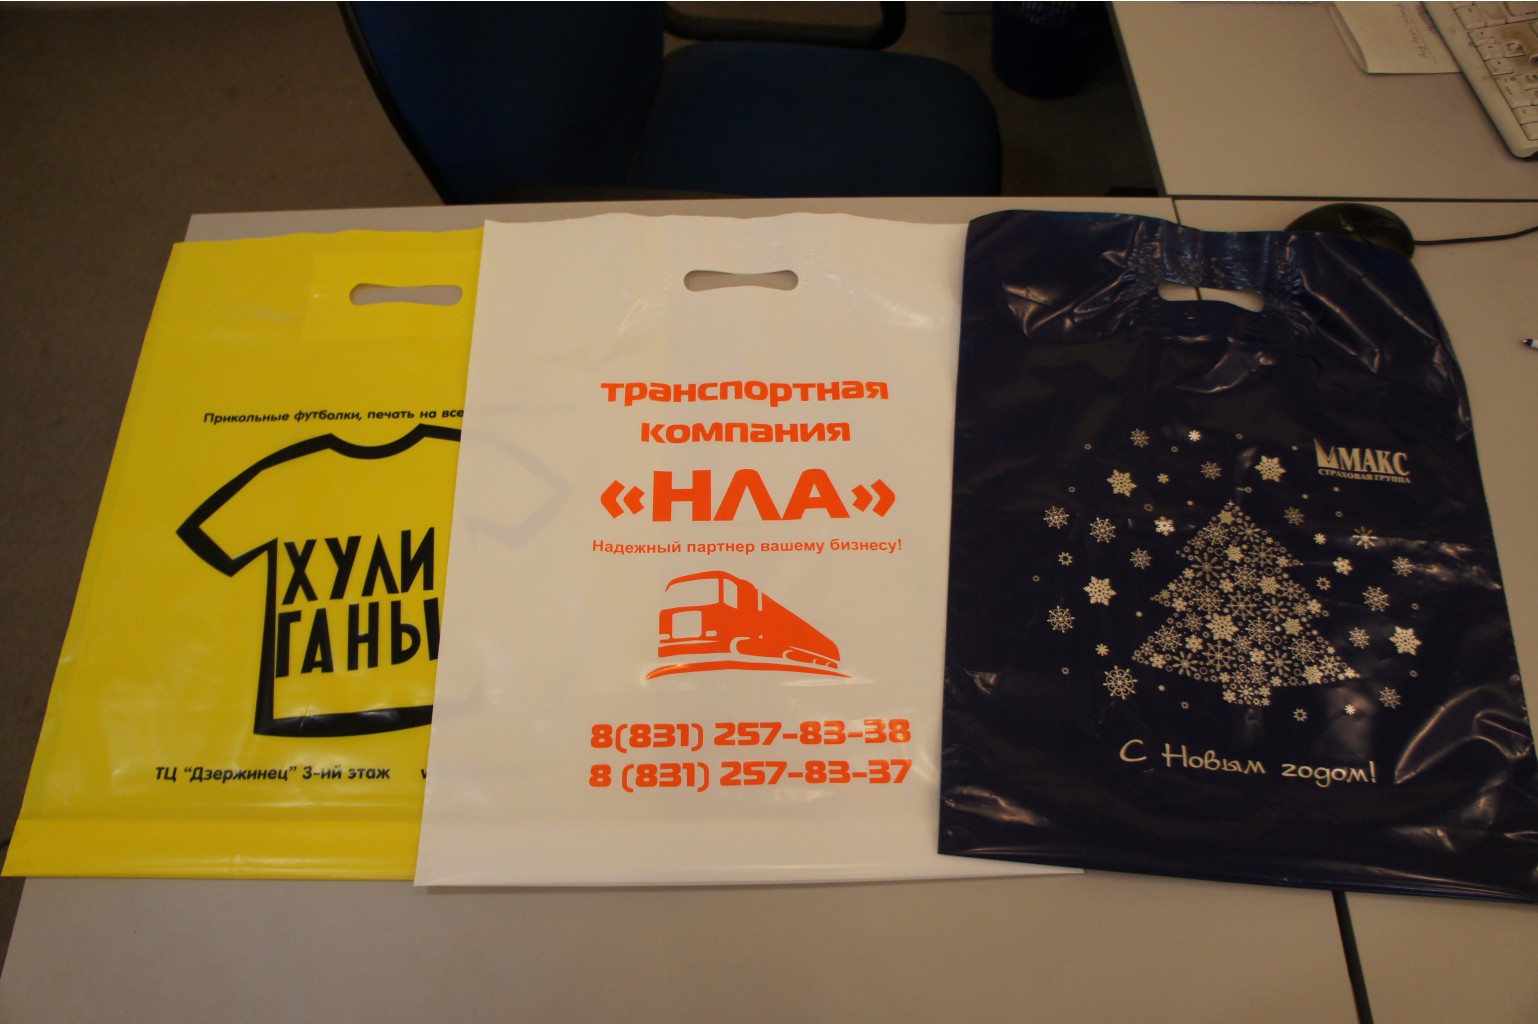 Прикольные футболки, печать на все
ХУЛИ
ГАНЫ
ТЦ "Дзержинец" 3-ий этаж
транспортная
компания
«НЛА»
Надежный партнер вашему бизнесу!
8(831) 257-83-38
8 (831) 257-83-37
МАКС
СТРАХОВАЯ ГРУППА
С Новым годом!